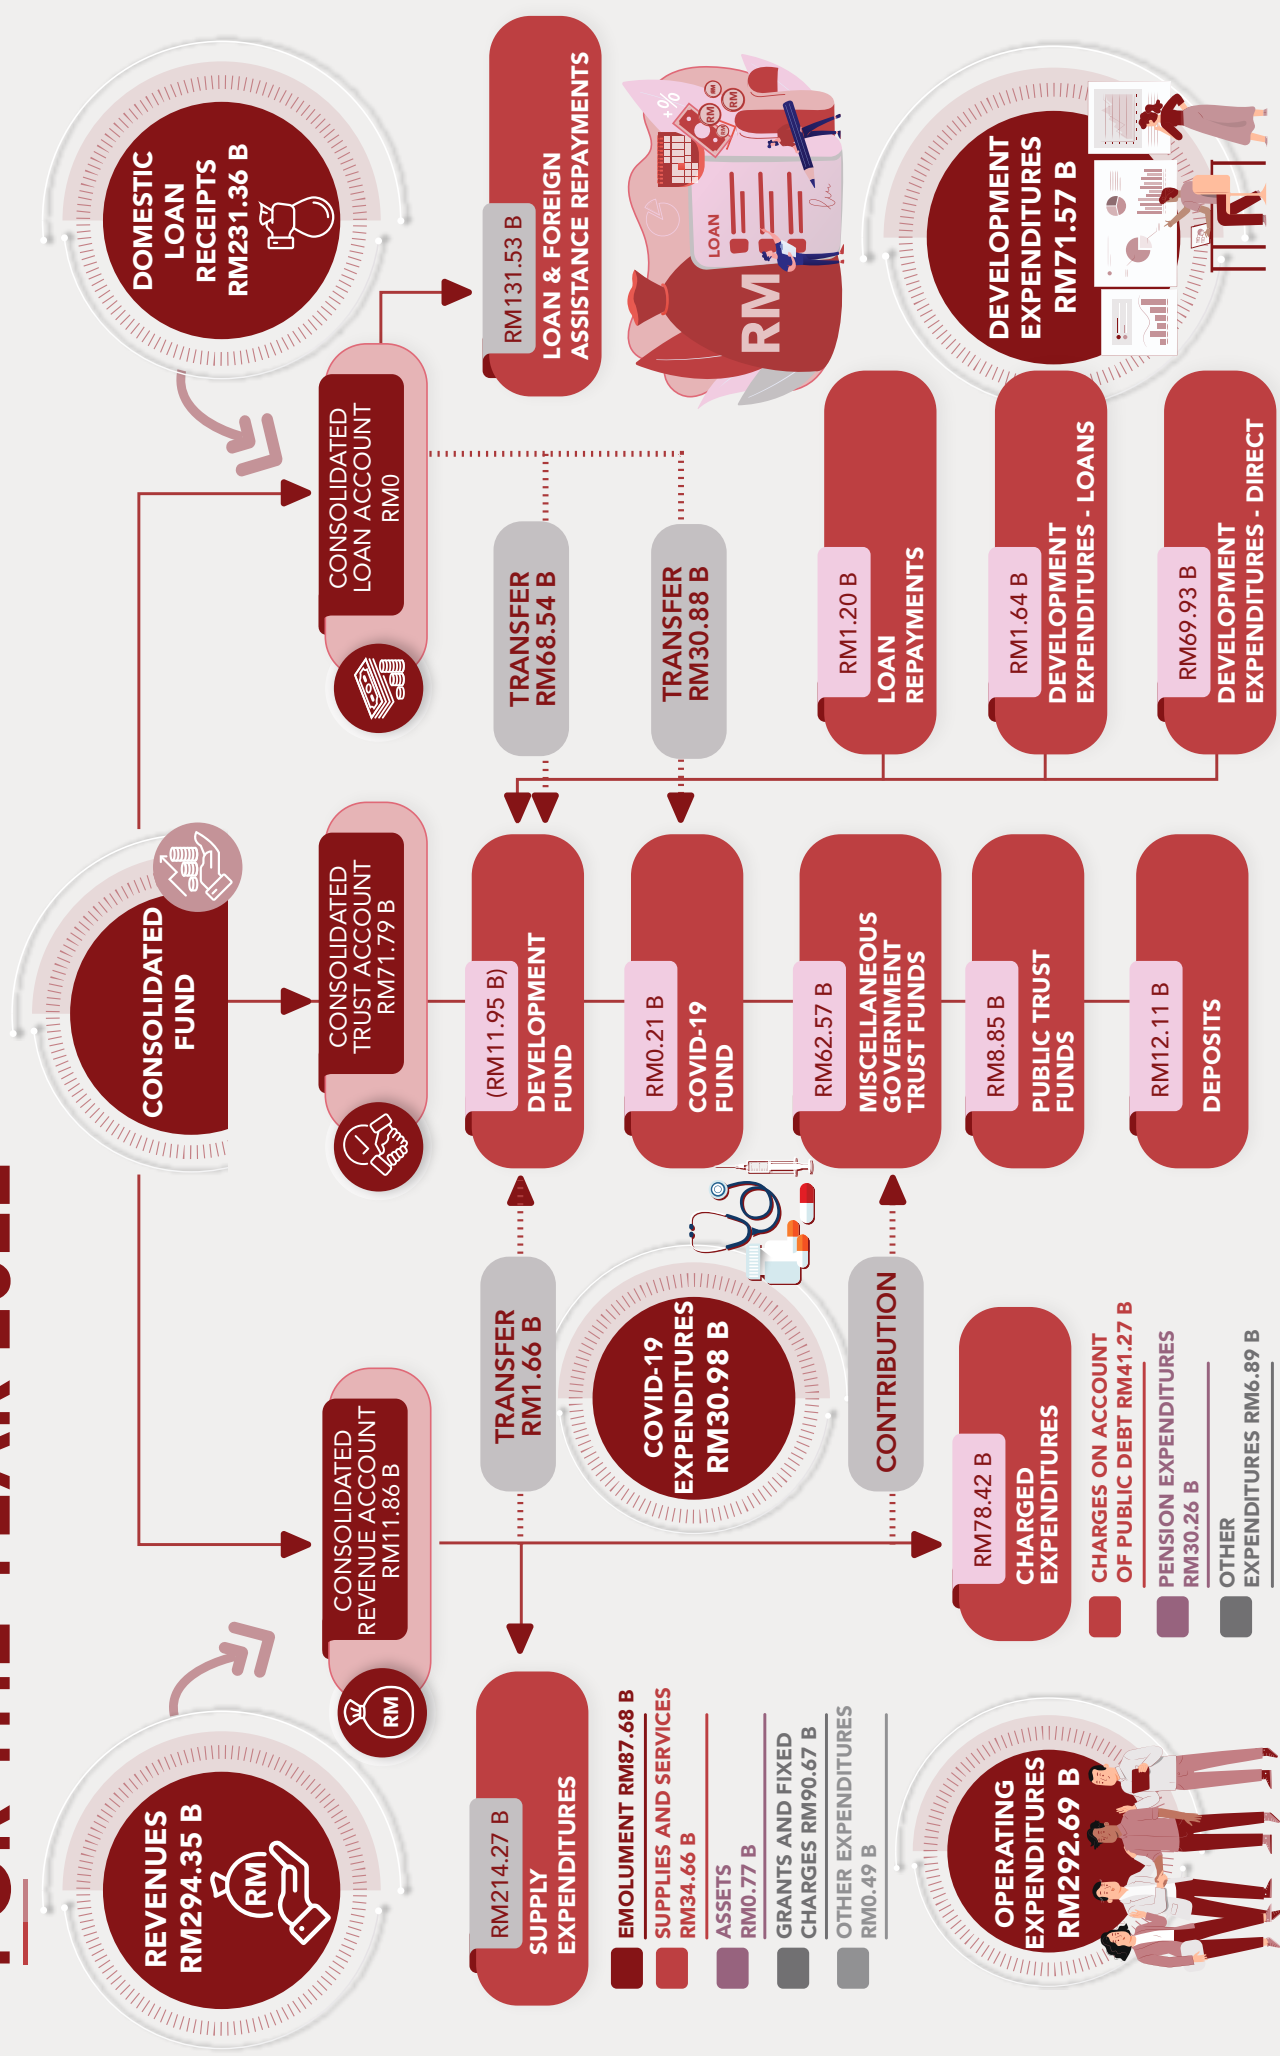 REVENUES
RM294.35 B
RM
CONSOLIDATED
FUND
DOMESTIC
LOAN
RECEIPTS
RM231.36 B
RM
CONSOLIDATED
REVENUE ACCOUNT
RM11.86 B
CONSOLIDATED
TRUST ACCOUNT
RM71.79 B
CONSOLIDATED
LOAN ACCOUNT
RM0
RM214.27 B
SUPPLY
EXPENDITURES
EMOLUMENT RM87.68 B
SUPPLIES AND SERVICES
RM34.66 B
ASSETS
RM0.77 B
GRANTS AND FIXED
CHARGES RM90.67 B
OTHER EXPENDITURES
RM0.49 B
OPERATING
EXPENDITURES
RM292.69 B
TRANSFER
RM1.66 B
COVID-19
EXPENDITURES
RM30.98 B
CONTRIBUTION
RM78.42 B
CHARGED
EXPENDITURES
CHARGES ON ACCOUNT
OF PUBLIC DEBT RM41.27 B
PENSION EXPENDITURES
RM30.26 B
OTHER
EXPENDITURES RM6.89 B
(RM11.95 B)
DEVELOPMENT
FUND
RM0.21 B
COVID-19
FUND
RM62.57 B
MISCELLANEOUS
GOVERNMENT
TRUST FUNDS
RM8.85 B
PUBLIC TRUST
FUNDS
RM12.11 B
DEPOSITS
TRANSFER
RM68.54 B
TRANSFER
RM30.88 B
RM1.20 B
LOAN
REPAYMENTS
RM1.64 B
DEVELOPMENT
EXPENDITURES - LOANS
RM69.93 B
DEVELOPMENT
EXPENDITURES - DIRECT
RM131.53 B
LOAN & FOREIGN
ASSISTANCE REPAYMENTS
+%
RM
RM
LOAN
RM
DEVELOPMENT
EXPENDITURES
RM71.57 B